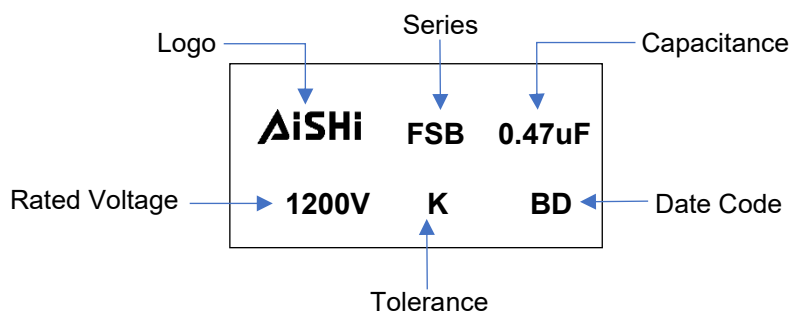 Series
Logo
Capacitance
AiSHi FSB 0.47uF
Rated Voltage
1200V K BD
Date Code
Tolerance